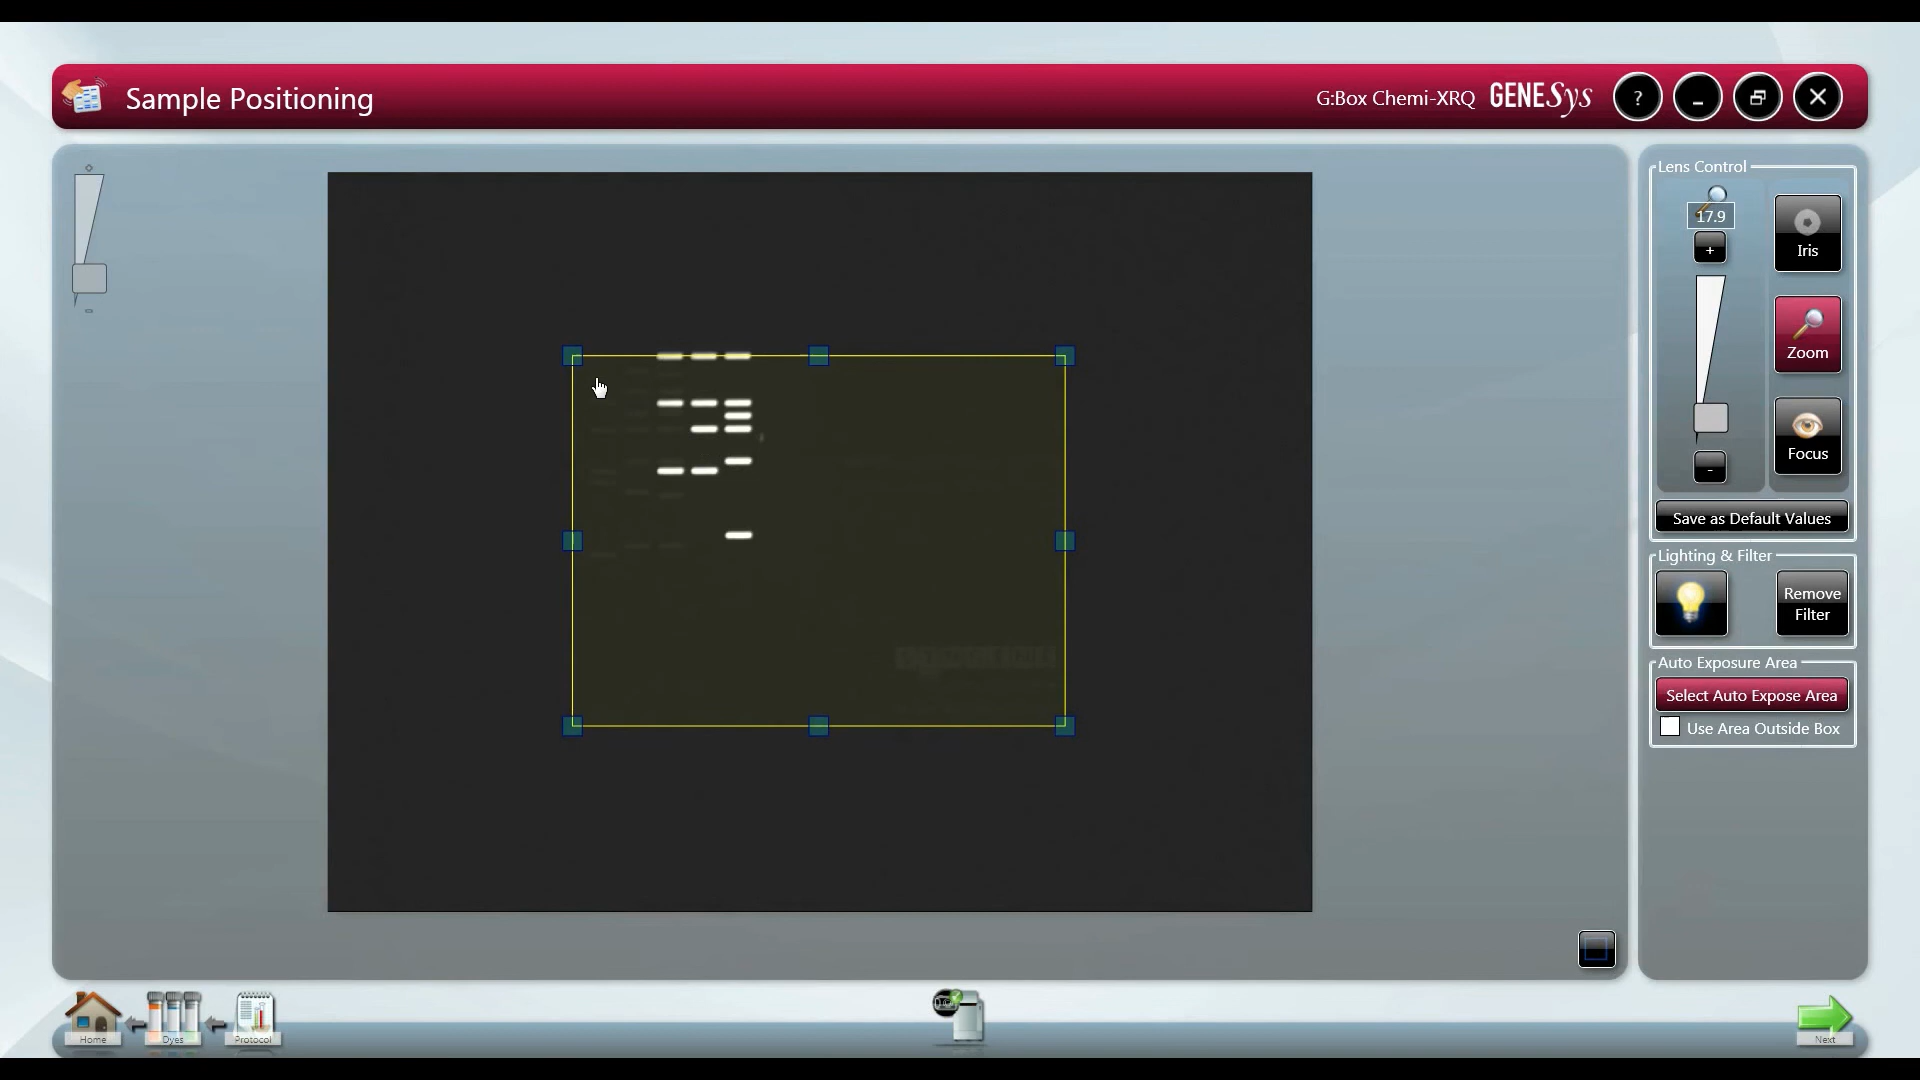 Sample Positioning
G:Box Chemi-XRQ GENESys ?
Lens Control
17.9
+
Iris
Zoom
Focus
-
Save as Default Values
Lighting & Filter
Remove
Filter
Auto Exposure Area
Select Auto Expose Area
Use Area Outside Box
Home
Dyes
Protocol
Next